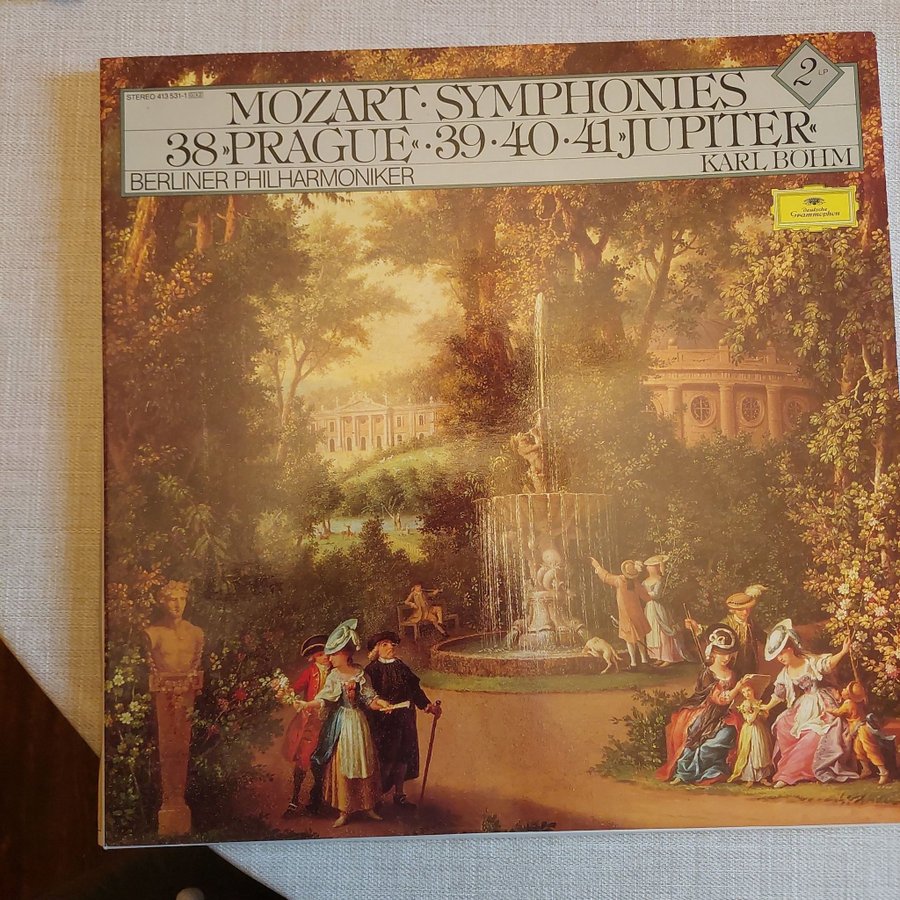 STEREO 413 531-1
2 LP
MOZART · SYMPHONIES
38 »PRAGUE« · 39 · 40 · 41 »JUPITER«
BERLINER PHILHARMONIKER
KARL BÖHM
Deutsche
Grammophon